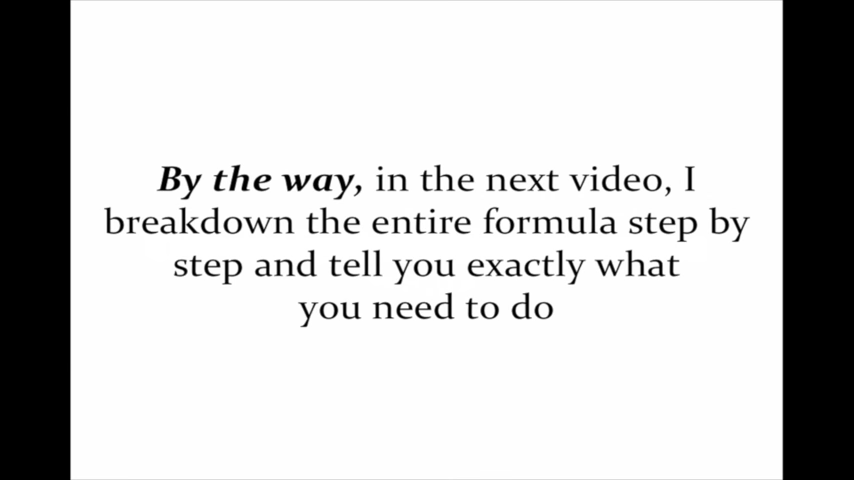 By the way, in the next video, I
breakdown the entire formula step by
step and tell you exactly what
you need to do